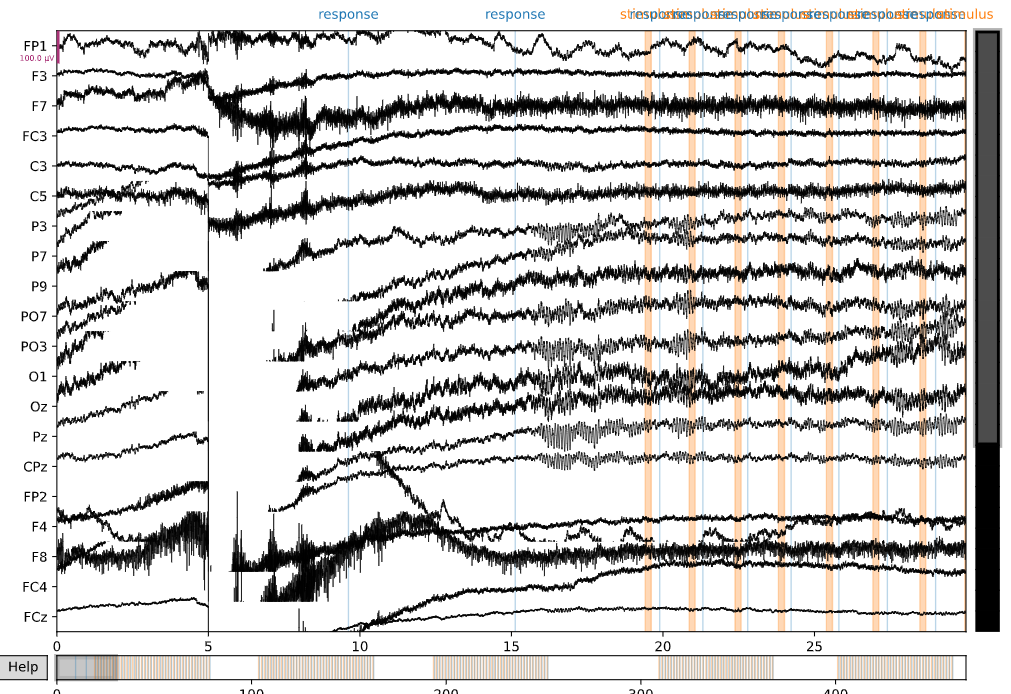 response response
FP1
100.0 µV
F3
F7
FC3
C3
C5
P3
P7
P9
PO7
PO3
O1
Oz
Pz
CPz
FP2
F4
F8
FC4
FCz
0 5 10 15 20 25
Help
0 100 200 300 400